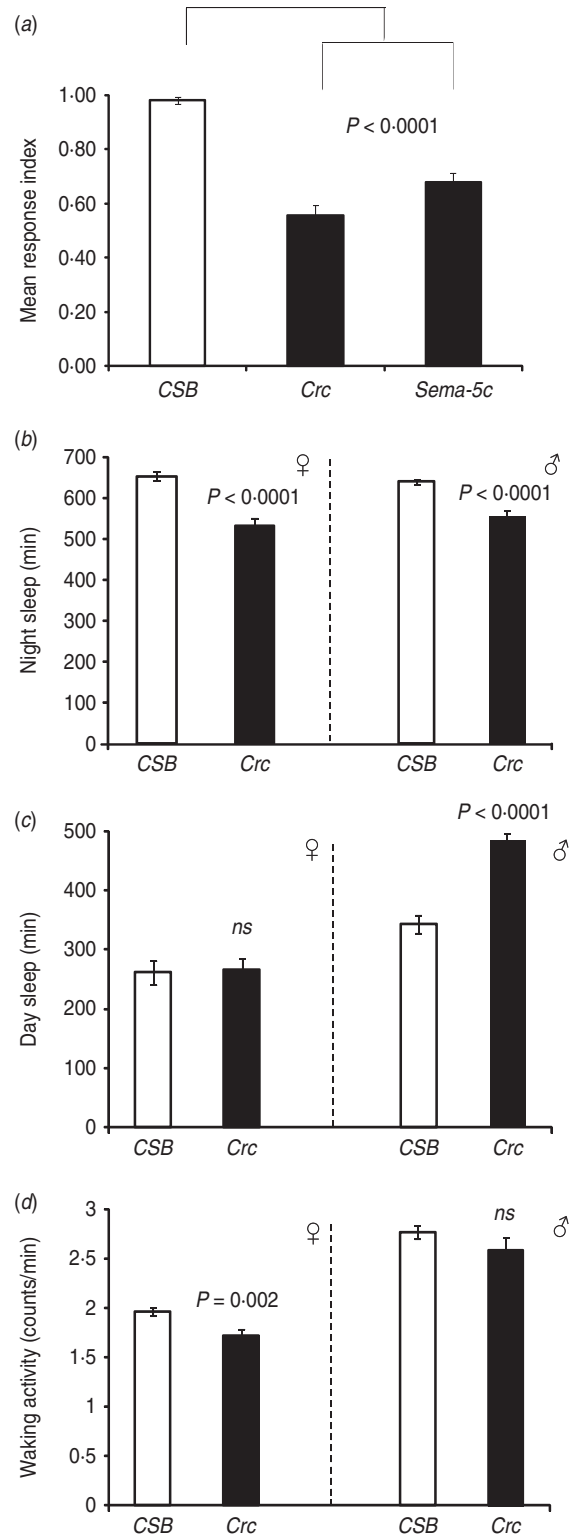 (a)
P < 0·0001
Mean response index
1·00
0·80
0·60
0·40
0·20
0·00
CSB Crc Sema-5c
(b)
♀ ♂
P < 0·0001 P < 0·0001
Night sleep (min)
700
600
500
400
300
200
100
0
CSB Crc CSB Crc
(c)
P < 0·0001
♀ ♂
ns
Day sleep (min)
500
400
300
200
100
0
CSB Crc CSB Crc
(d)
♀ ♂
ns
P = 0·002
Waking activity (counts/min)
3
2·5
2
1·5
1
0·5
0
CSB Crc CSB Crc